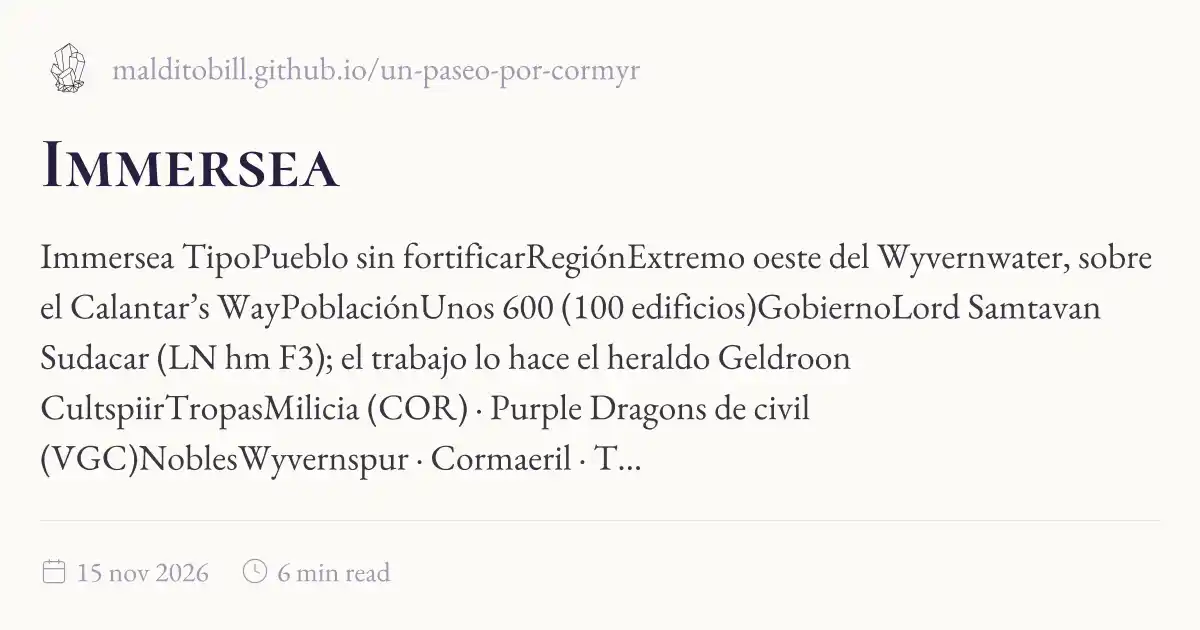 malditobill.github.io/un-paseo-por-cormyr
Immersea
Immersea TipoPueblo sin fortificarRegiónExtremo oeste del Wyvernwater, sobre
el Calantar’s WayPoblaciónUnos 600 (100 edificios)GobiernoLord Samtavan
Sudacar (LN hm F3); el trabajo lo hace el heraldo Geldroon
CultspiirTropasMilicia (COR) · Purple Dragons de civil
(VGC)NoblesWyvernspur · Cormaeril · T...
15 nov 2026 6 min read